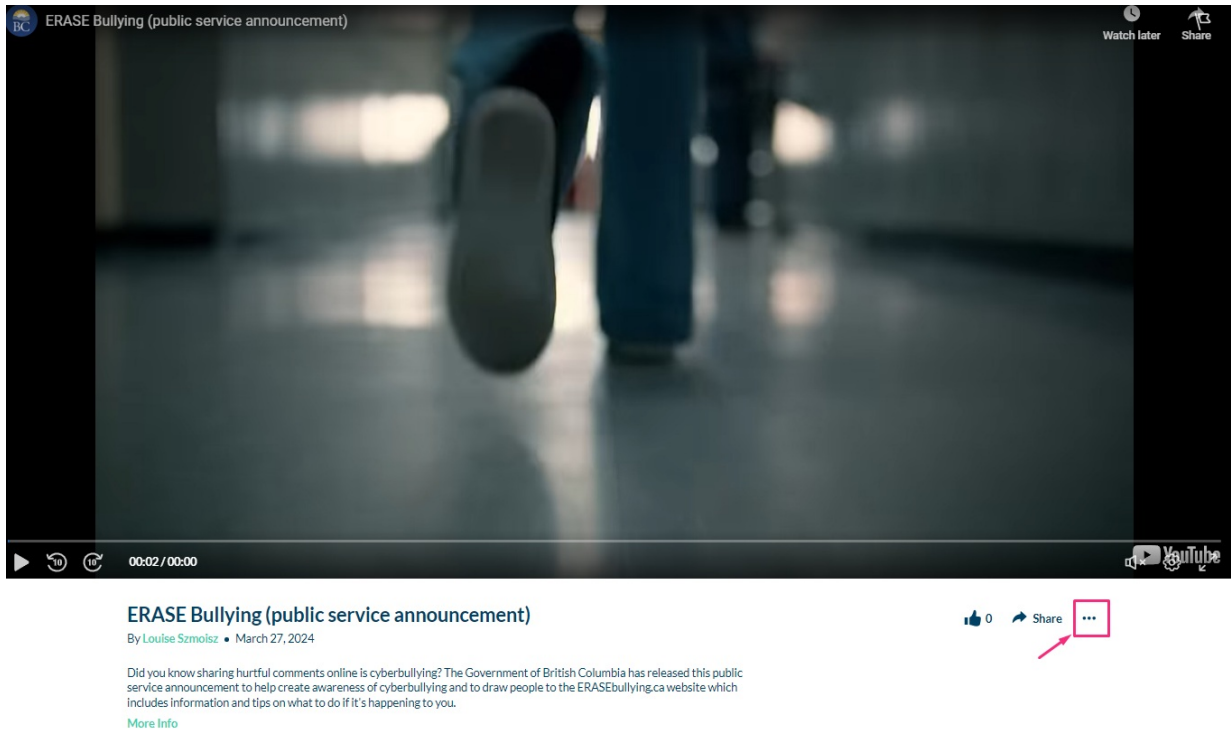 BC
ERASE Bullying (public service announcement)
Watch later
Share
10
10
00:02 / 00:00
YouTube
ERASE Bullying (public service announcement)
0
Share
...
By Louise Szmoisz • March 27, 2024
Did you know sharing hurtful comments online is cyberbullying? The Government of British Columbia has released this public
service announcement to help create awareness of cyberbullying and to draw people to the ERASEbullying.ca website which
includes information and tips on what to do if it's happening to you.
More Info